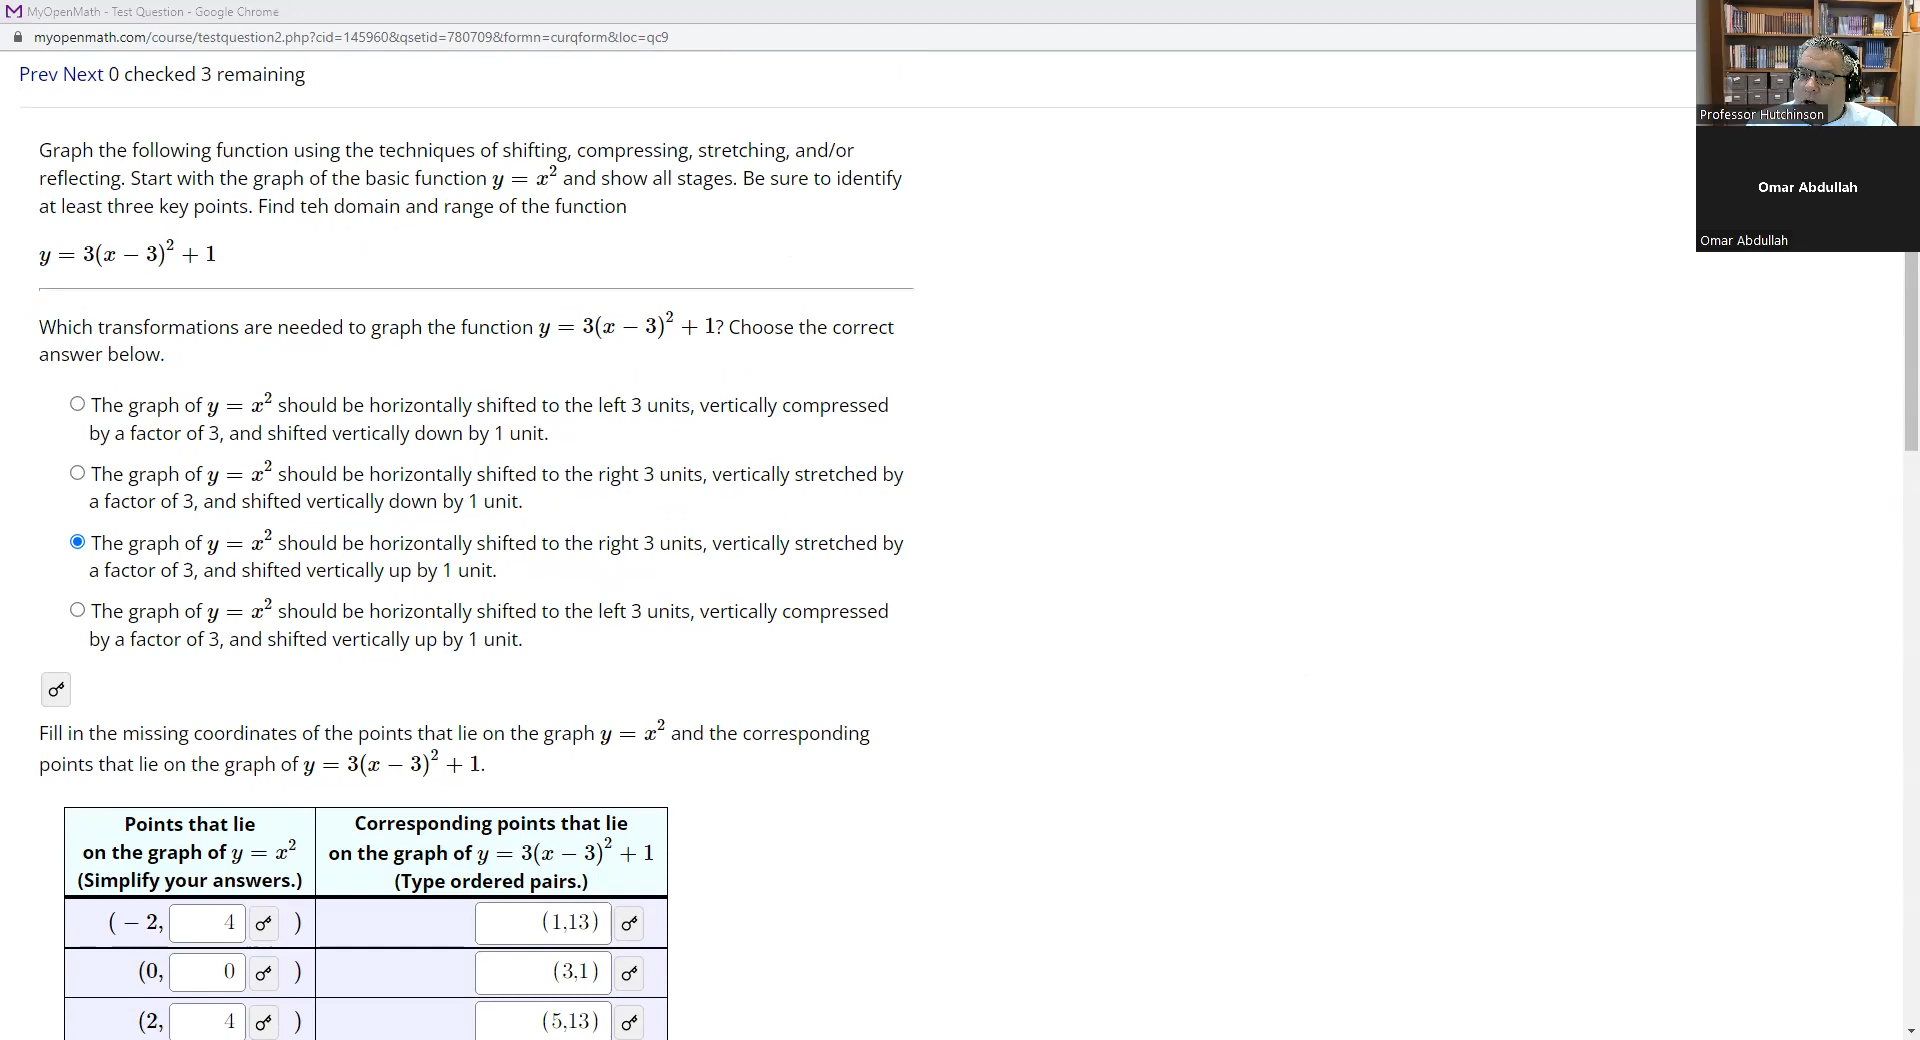 MyOpenMath - Test Question - Google Chrome
myopenmath.com/course/testquestion2.php?cid=145960&qsetid=780709&formn=curqform&loc=qc9
Prev Next 0 checked 3 remaining
Professor Hutchinson
Omar Abdullah
Omar Abdullah
Graph the following function using the techniques of shifting, compressing, stretching, and/or
reflecting. Start with the graph of the basic function y = x² and show all stages. Be sure to identify
at least three key points. Find teh domain and range of the function
y = 3(x − 3)² + 1
Which transformations are needed to graph the function y = 3(x − 3)² + 1? Choose the correct
answer below.
The graph of y = x² should be horizontally shifted to the left 3 units, vertically compressed
by a factor of 3, and shifted vertically down by 1 unit.
The graph of y = x² should be horizontally shifted to the right 3 units, vertically stretched by
a factor of 3, and shifted vertically down by 1 unit.
The graph of y = x² should be horizontally shifted to the right 3 units, vertically stretched by
a factor of 3, and shifted vertically up by 1 unit.
The graph of y = x² should be horizontally shifted to the left 3 units, vertically compressed
by a factor of 3, and shifted vertically up by 1 unit.
Fill in the missing coordinates of the points that lie on the graph y = x² and the corresponding
points that lie on the graph of y = 3(x − 3)² + 1.
Points that lie
on the graph of y = x²
(Simplify your answers.)
Corresponding points that lie
on the graph of y = 3(x − 3)² + 1
(Type ordered pairs.)
( − 2, 4 ) (1,13)
(0, 0 ) (3,1)
(2, 4 ) (5,13)